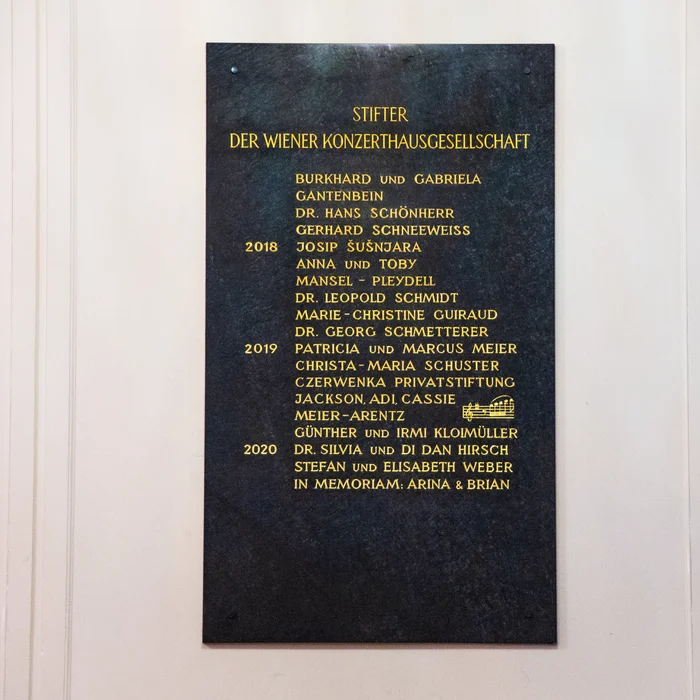 STIFTER
DER WIENER KONZERTHAUSGESELLSCHAFT
BURKHARD UND GABRIELA
GANTENBEIN
DR. HANS SCHÖNHERR
GERHARD SCHNEEWEISS
2018 JOSIP ŠUŠNJARA
ANNA UND TOBY
MANSEL - PLEYDELL
DR. LEOPOLD SCHMIDT
MARIE-CHRISTINE GUIRAUD
DR. GEORG SCHMETTERER
2019 PATRICIA UND MARCUS MEIER
CHRISTA-MARIA SCHUSTER
CZERWENKA PRIVATSTIFTUNG
JACKSON, ADI, CASSIE
MEIER-ARENTZ
GÜNTHER UND IRMI KLOIMÜLLER
2020 DR. SILVIA UND DI DAN HIRSCH
STEFAN UND ELISABETH WEBER
IN MEMORIAM: ARINA & BRIAN